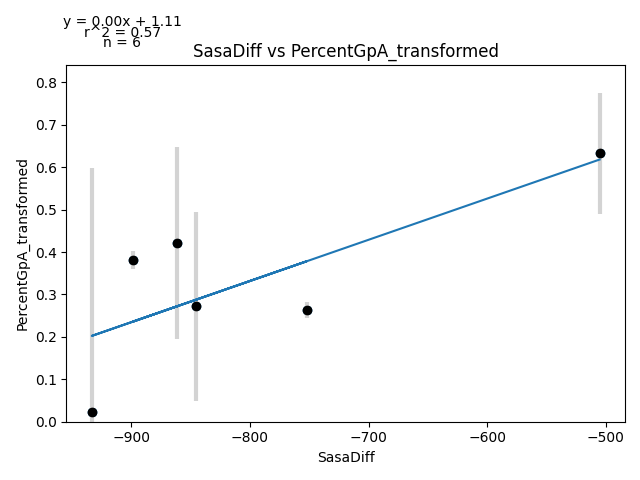 y = 0.00x + 1.11
r^2 = 0.57
n = 6
SasaDiff vs PercentGpA_transformed
0.8
0.7
0.6
0.5
0.4
0.3
0.2
0.1
0.0
PercentGpA_transformed
−900
−800
−700
−600
−500
SasaDiff